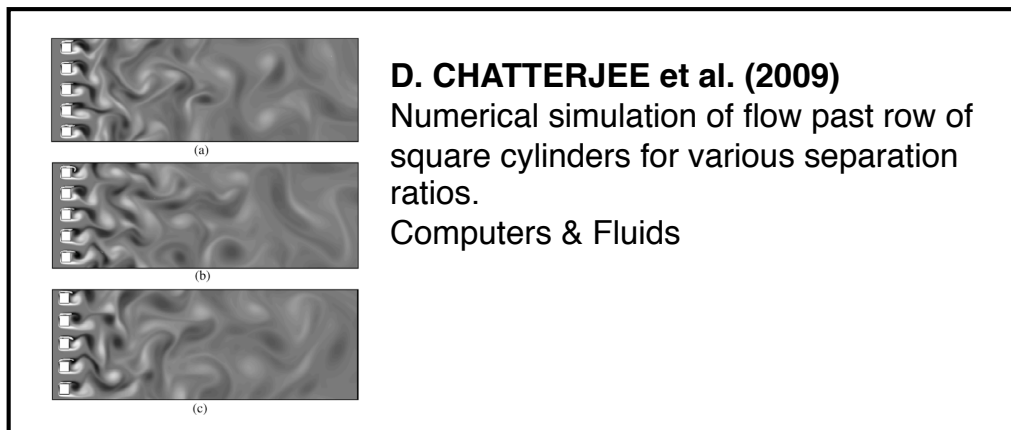 (a)
(b)
(c)
D. CHATTERJEE et al. (2009)
Numerical simulation of flow past row of
square cylinders for various separation
ratios.
Computers & Fluids